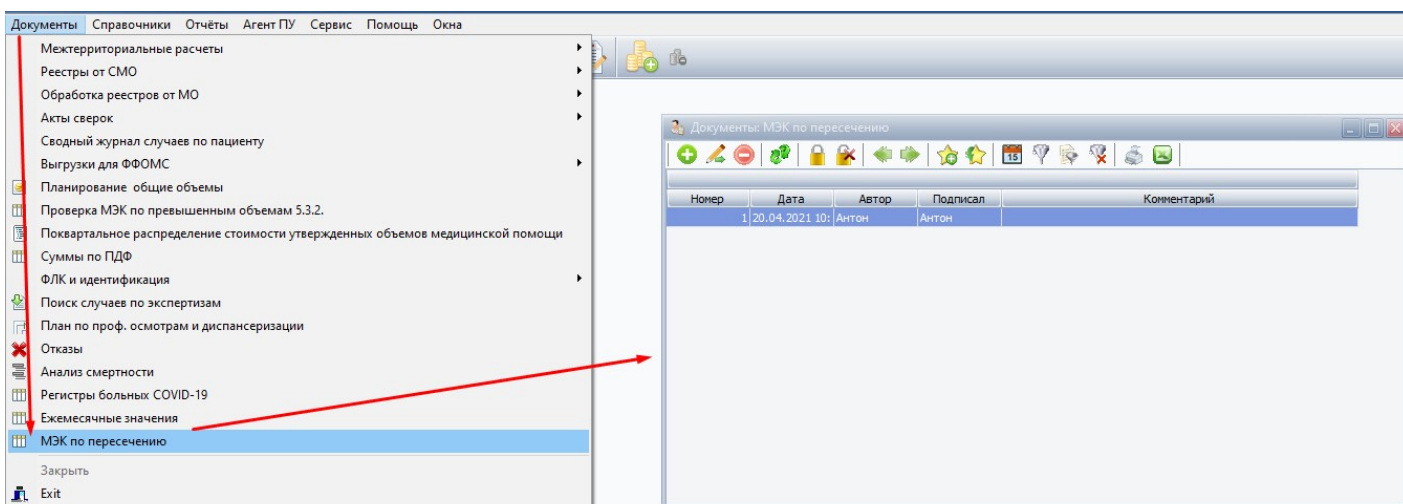 Документы Справочники Отчёты Агент ПУ Сервис Помощь Окна
Межтерриториальные расчеты
Реестры от СМО
Обработка реестров от МО
Акты сверок
Сводный журнал случаев по пациенту
Выгрузки для ФФОМС
Планирование общие объемы
Проверка МЭК по превышенным объемам 5.3.2.
Поквартальное распределение стоимости утвержденных объемов медицинской помощи
Суммы по ПДФ
ФЛК и идентификация
Поиск случаев по экспертизам
План по проф. осмотрам и диспансеризации
Отказы
Анализ смертности
Регистры больных COVID-19
Ежемесячные значения
МЭК по пересечению
Закрыть
Exit
Документы: МЭК по пересечению
15
Номер Дата Автор Подписал Комментарий
1 20.04.2021 10: Антон Антон